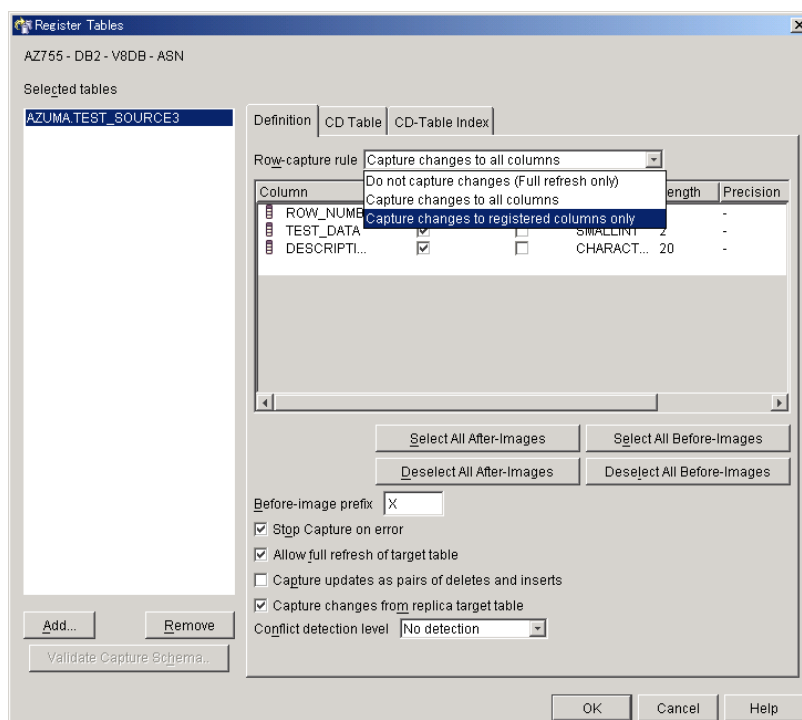 Register Tables
AZ755 - DB2 - V8DB - ASN
Selected tables
AZUMA.TEST_SOURCE3
Definition CD Table CD-Table Index
Row-capture rule Capture changes to all columns
Do not capture changes (Full refresh only)
Capture changes to all columns
Capture changes to registered columns only
Column ength Precision
ROW_NUMB -
TEST_DATA SMALLINT 2 -
DESCRIPTI... CHARACT... 20 -
Select All After-Images Select All Before-Images
Deselect All After-Images Deselect All Before-Images
Before-image prefix X
Stop Capture on error
Allow full refresh of target table
Capture updates as pairs of deletes and inserts
Capture changes from replica target table
Conflict detection level No detection
Add... Remove
Validate Capture Schema..
OK Cancel Help